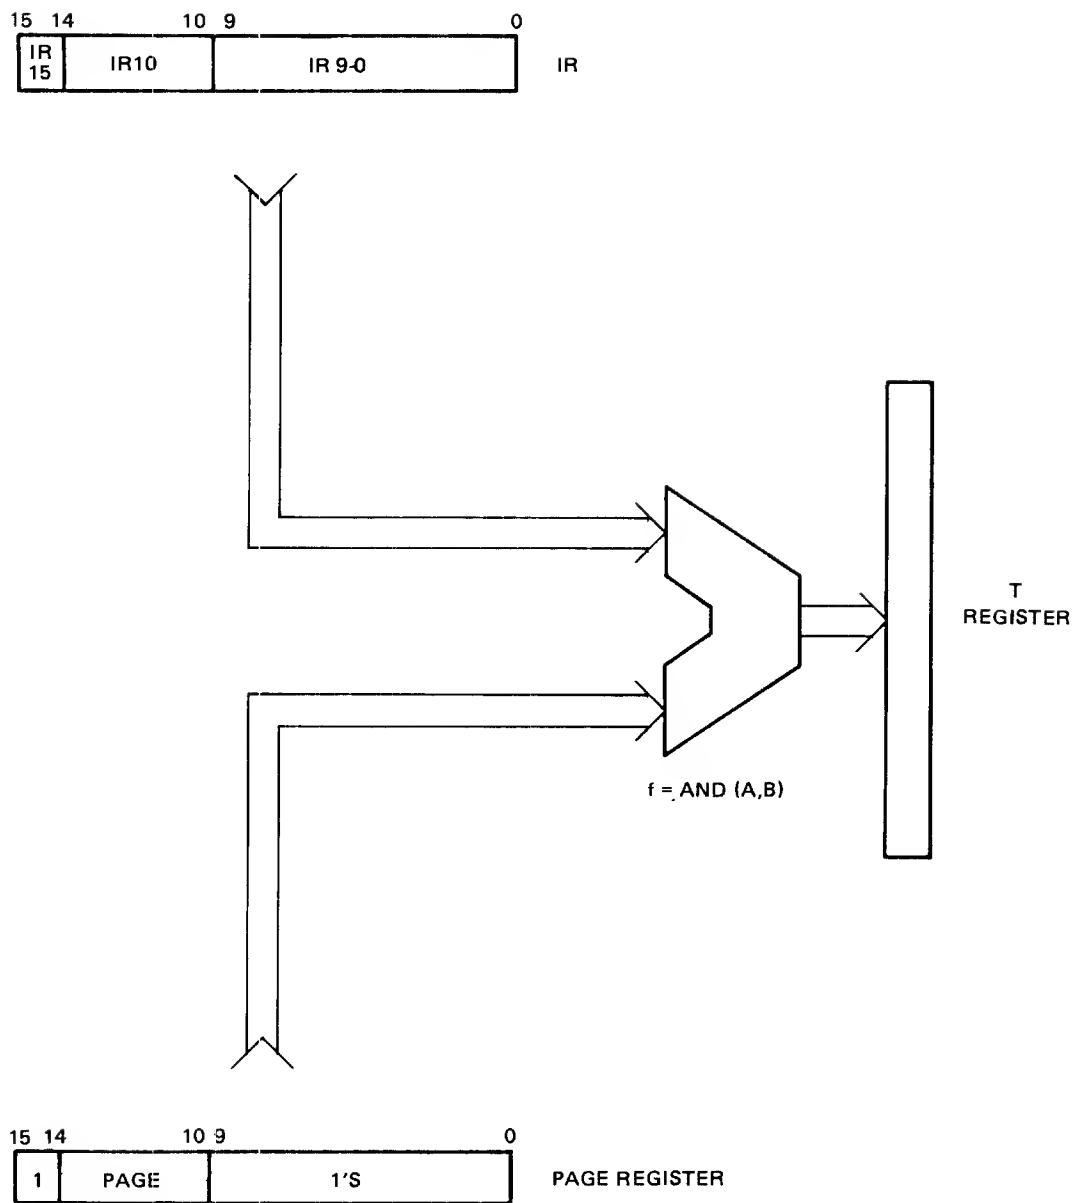 15 14 10 9 0
IR
15
IR10
IR 9-0
IR
f = AND (A,B)
T
REGISTER
15 14 10 9 0
1
PAGE
1'S
PAGE REGISTER